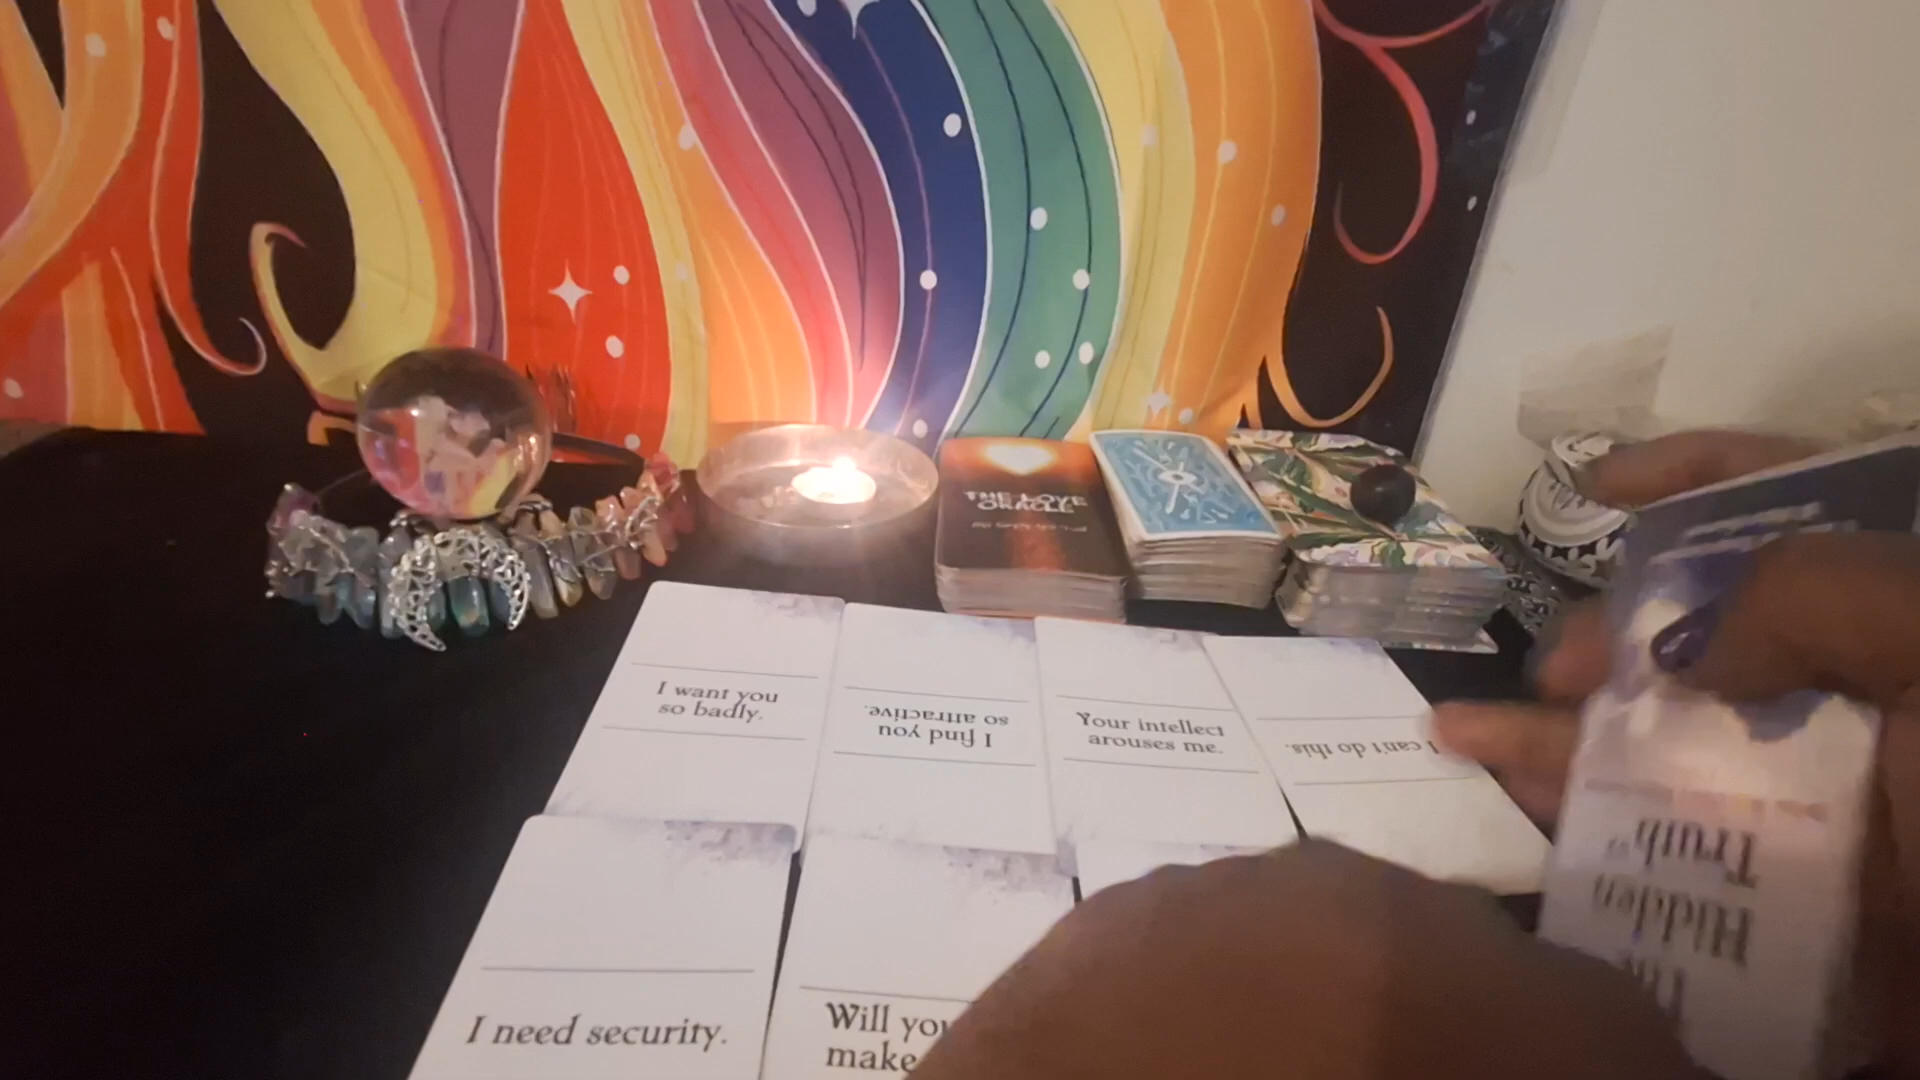 THE LOVE
ORACLE
I want you
so badly.
I find you
so attractive.
Your intellect
arouses me.
I can't do this.
I need security.
Will you
make
Hidden
Truth"